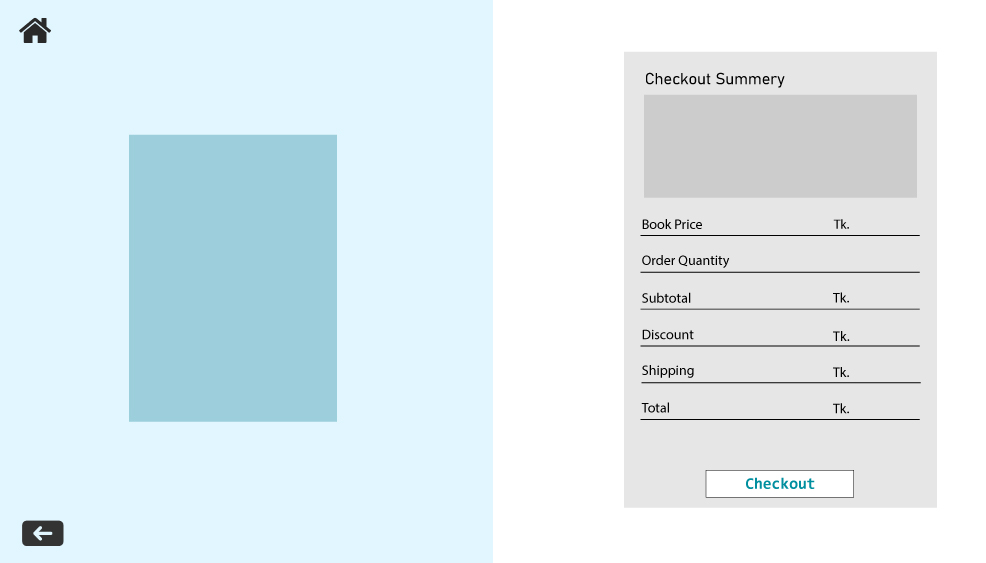 Checkout Summery
Book Price Tk.
Order Quantity
Subtotal Tk.
Discount Tk.
Shipping Tk.
Total Tk.
Checkout